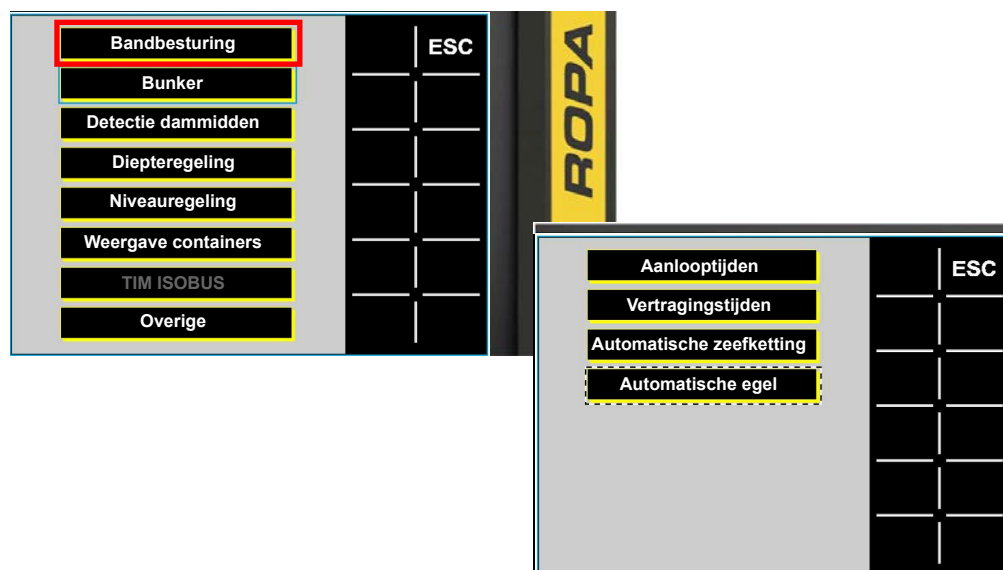 Bandbesturing
ESC
Bunker
Detectie dammidden
Diepteregeling
Niveauregeling
Weergave containers
TIM ISOBUS
Overige
ROPA
Aanlooptijden
ESC
Vertragingstijden
Automatische zeefketting
Automatische egel